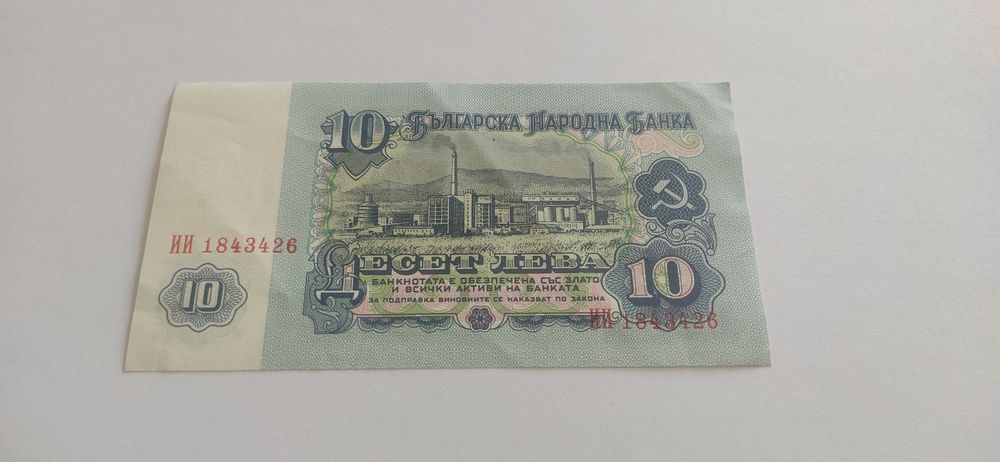 10 Българска Народна Банка
ИИ 1843426
Десет Лева
БАНКНОТАТА Е ОБЕЗПЕЧЕНА СЪС ЗЛАТО
И ВСИЧКИ АКТИВИ НА БАНКАТА
ЗА ПОДПРАВКА ВИНОВНИТЕ СЕ НАКАЗВАТ ПО ЗАКОНА
10
10
ИИ 1843426